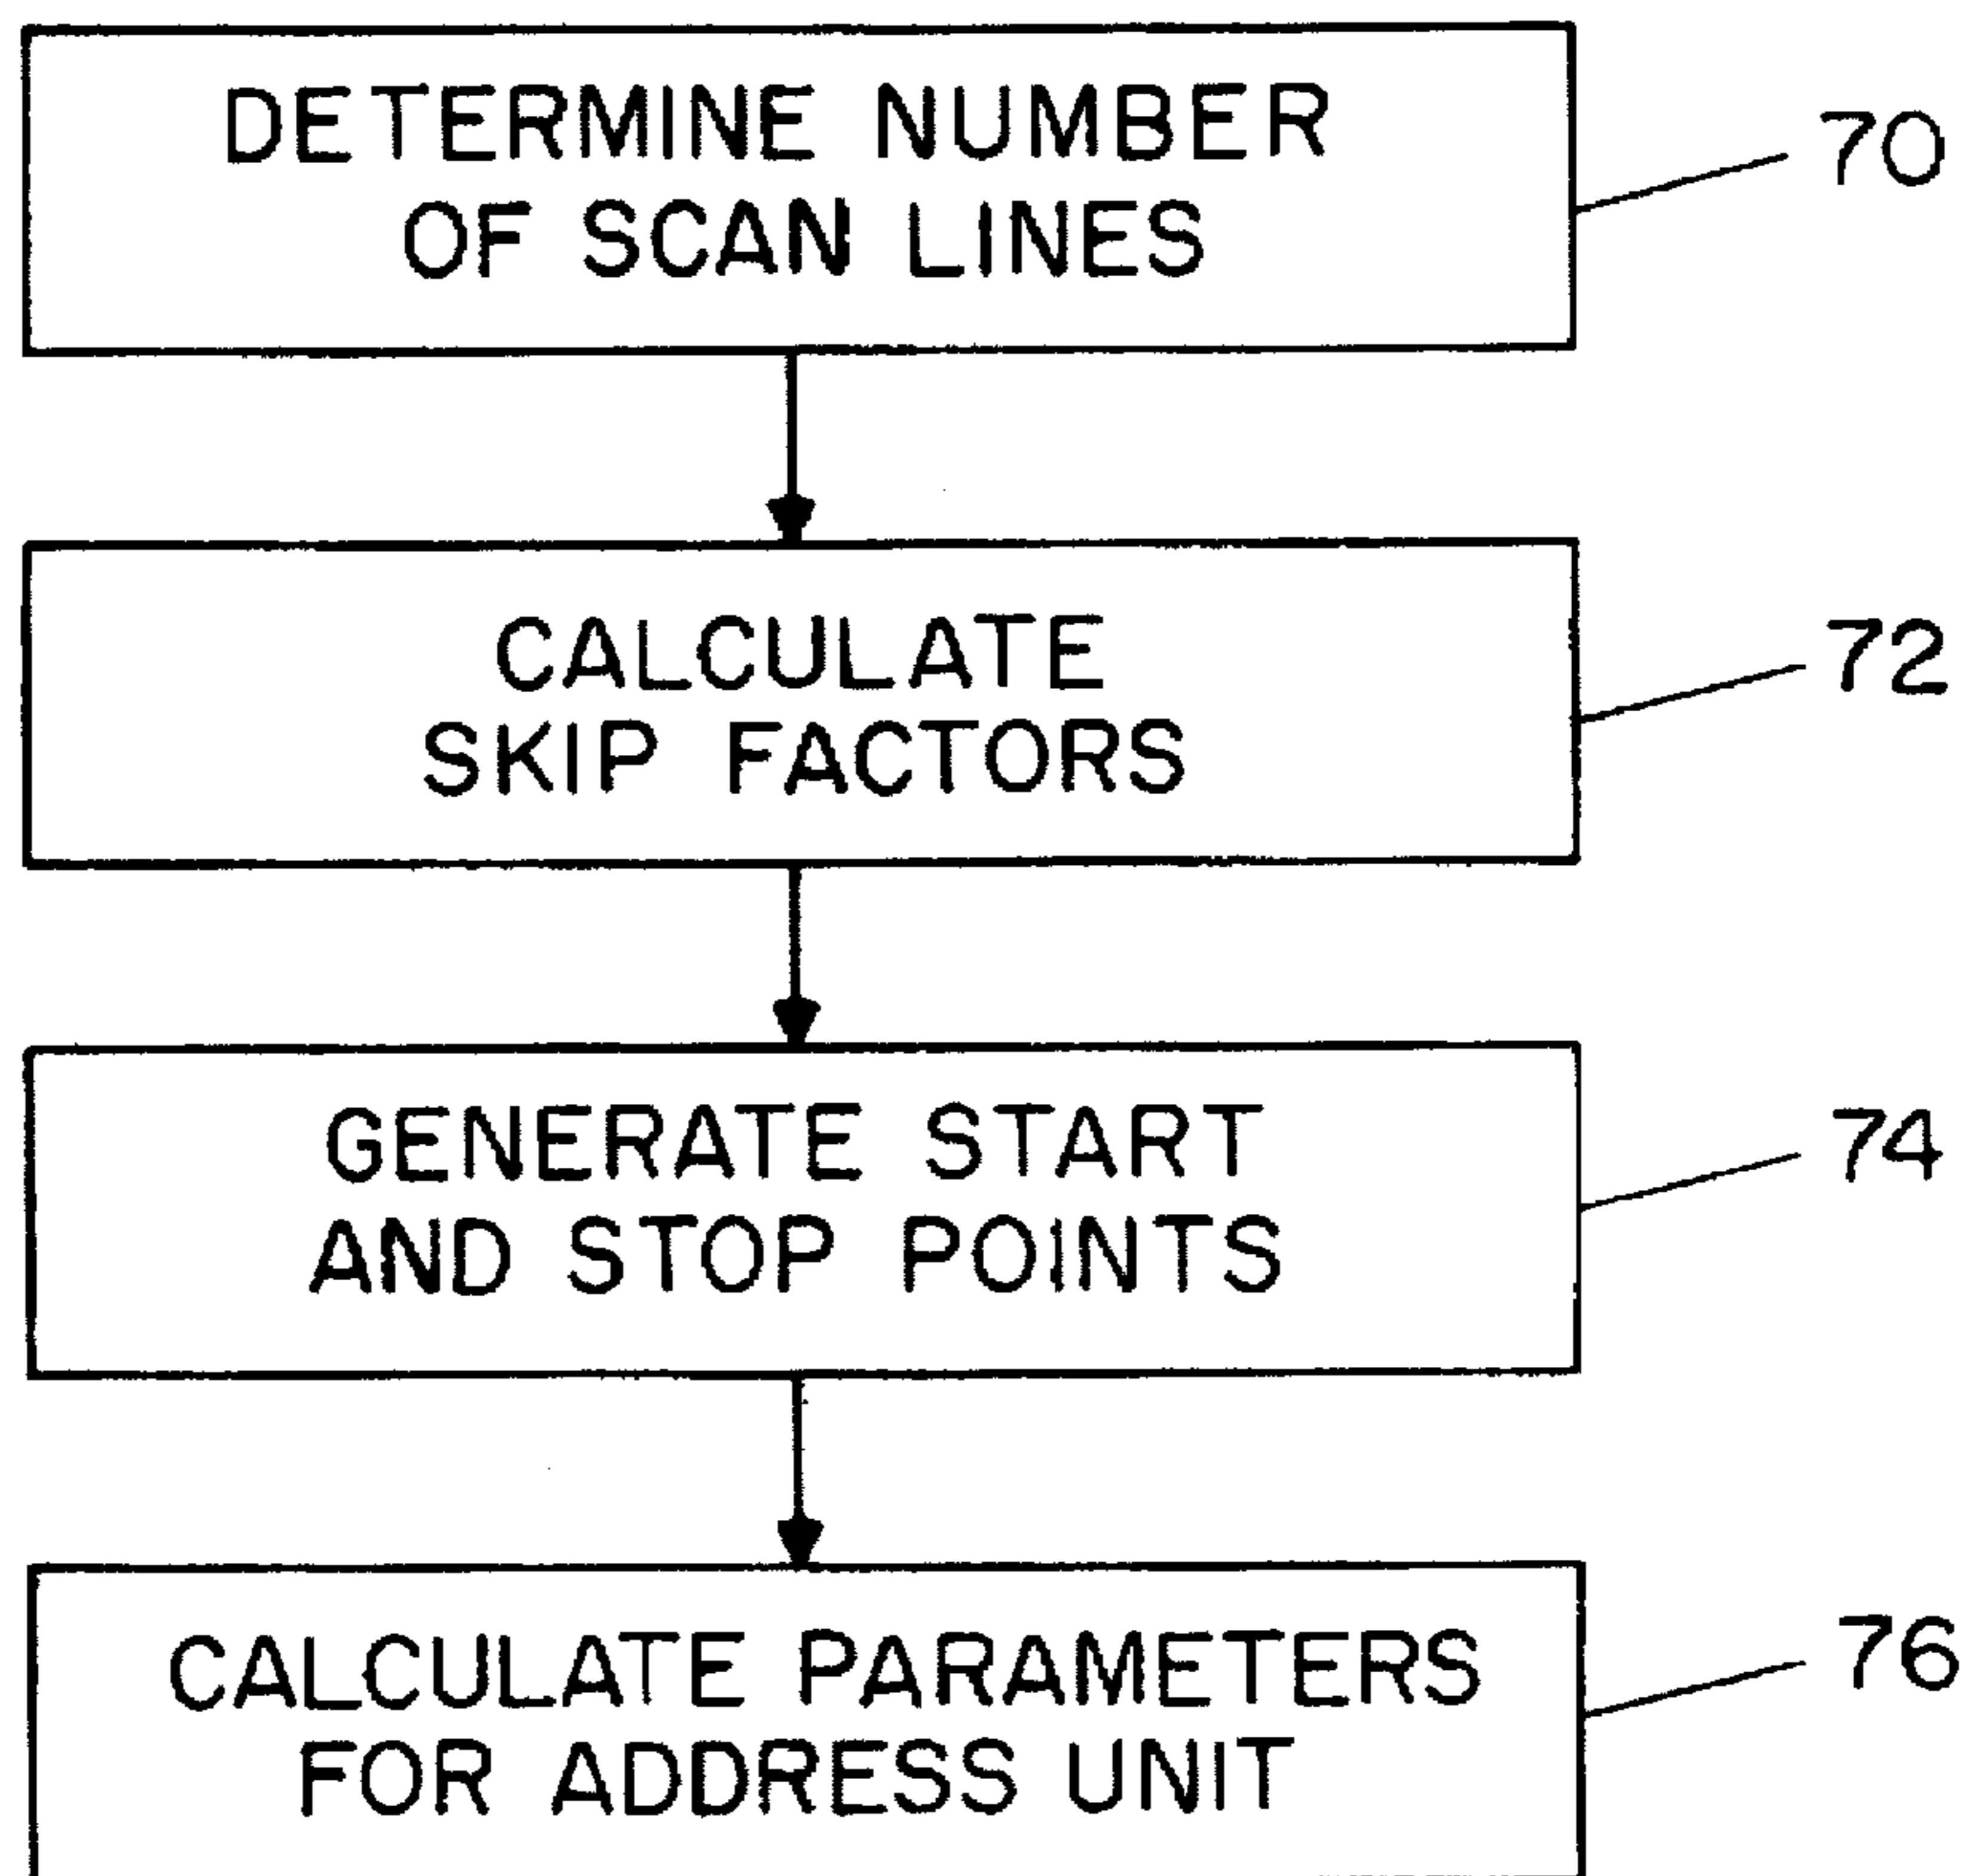 DETERMINE NUMBER
OF SCAN LINES
70
CALCULATE
SKIP FACTORS
72
GENERATE START
AND STOP POINTS
74
CALCULATE PARAMETERS
FOR ADDRESS UNIT
76